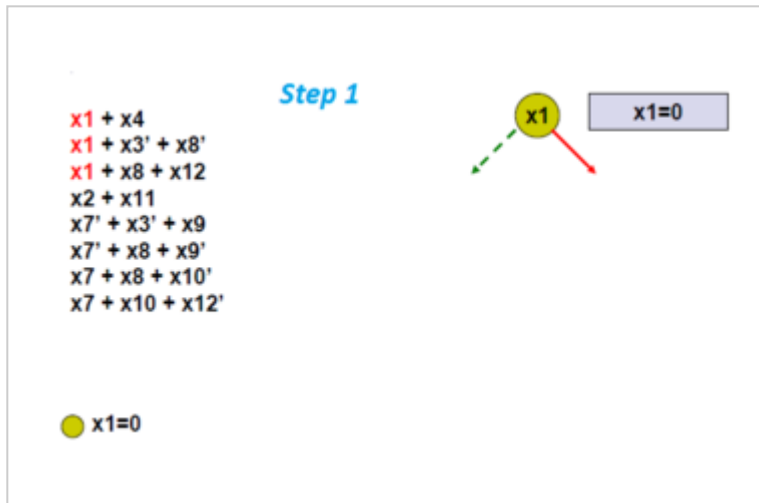 Step 1
x1 + x4
x1 + x3' + x8'
x1 + x8 + x12
x2 + x11
x7' + x3' + x9
x7' + x8 + x9'
x7 + x8 + x10'
x7 + x10 + x12'
x1
x1=0
x1=0